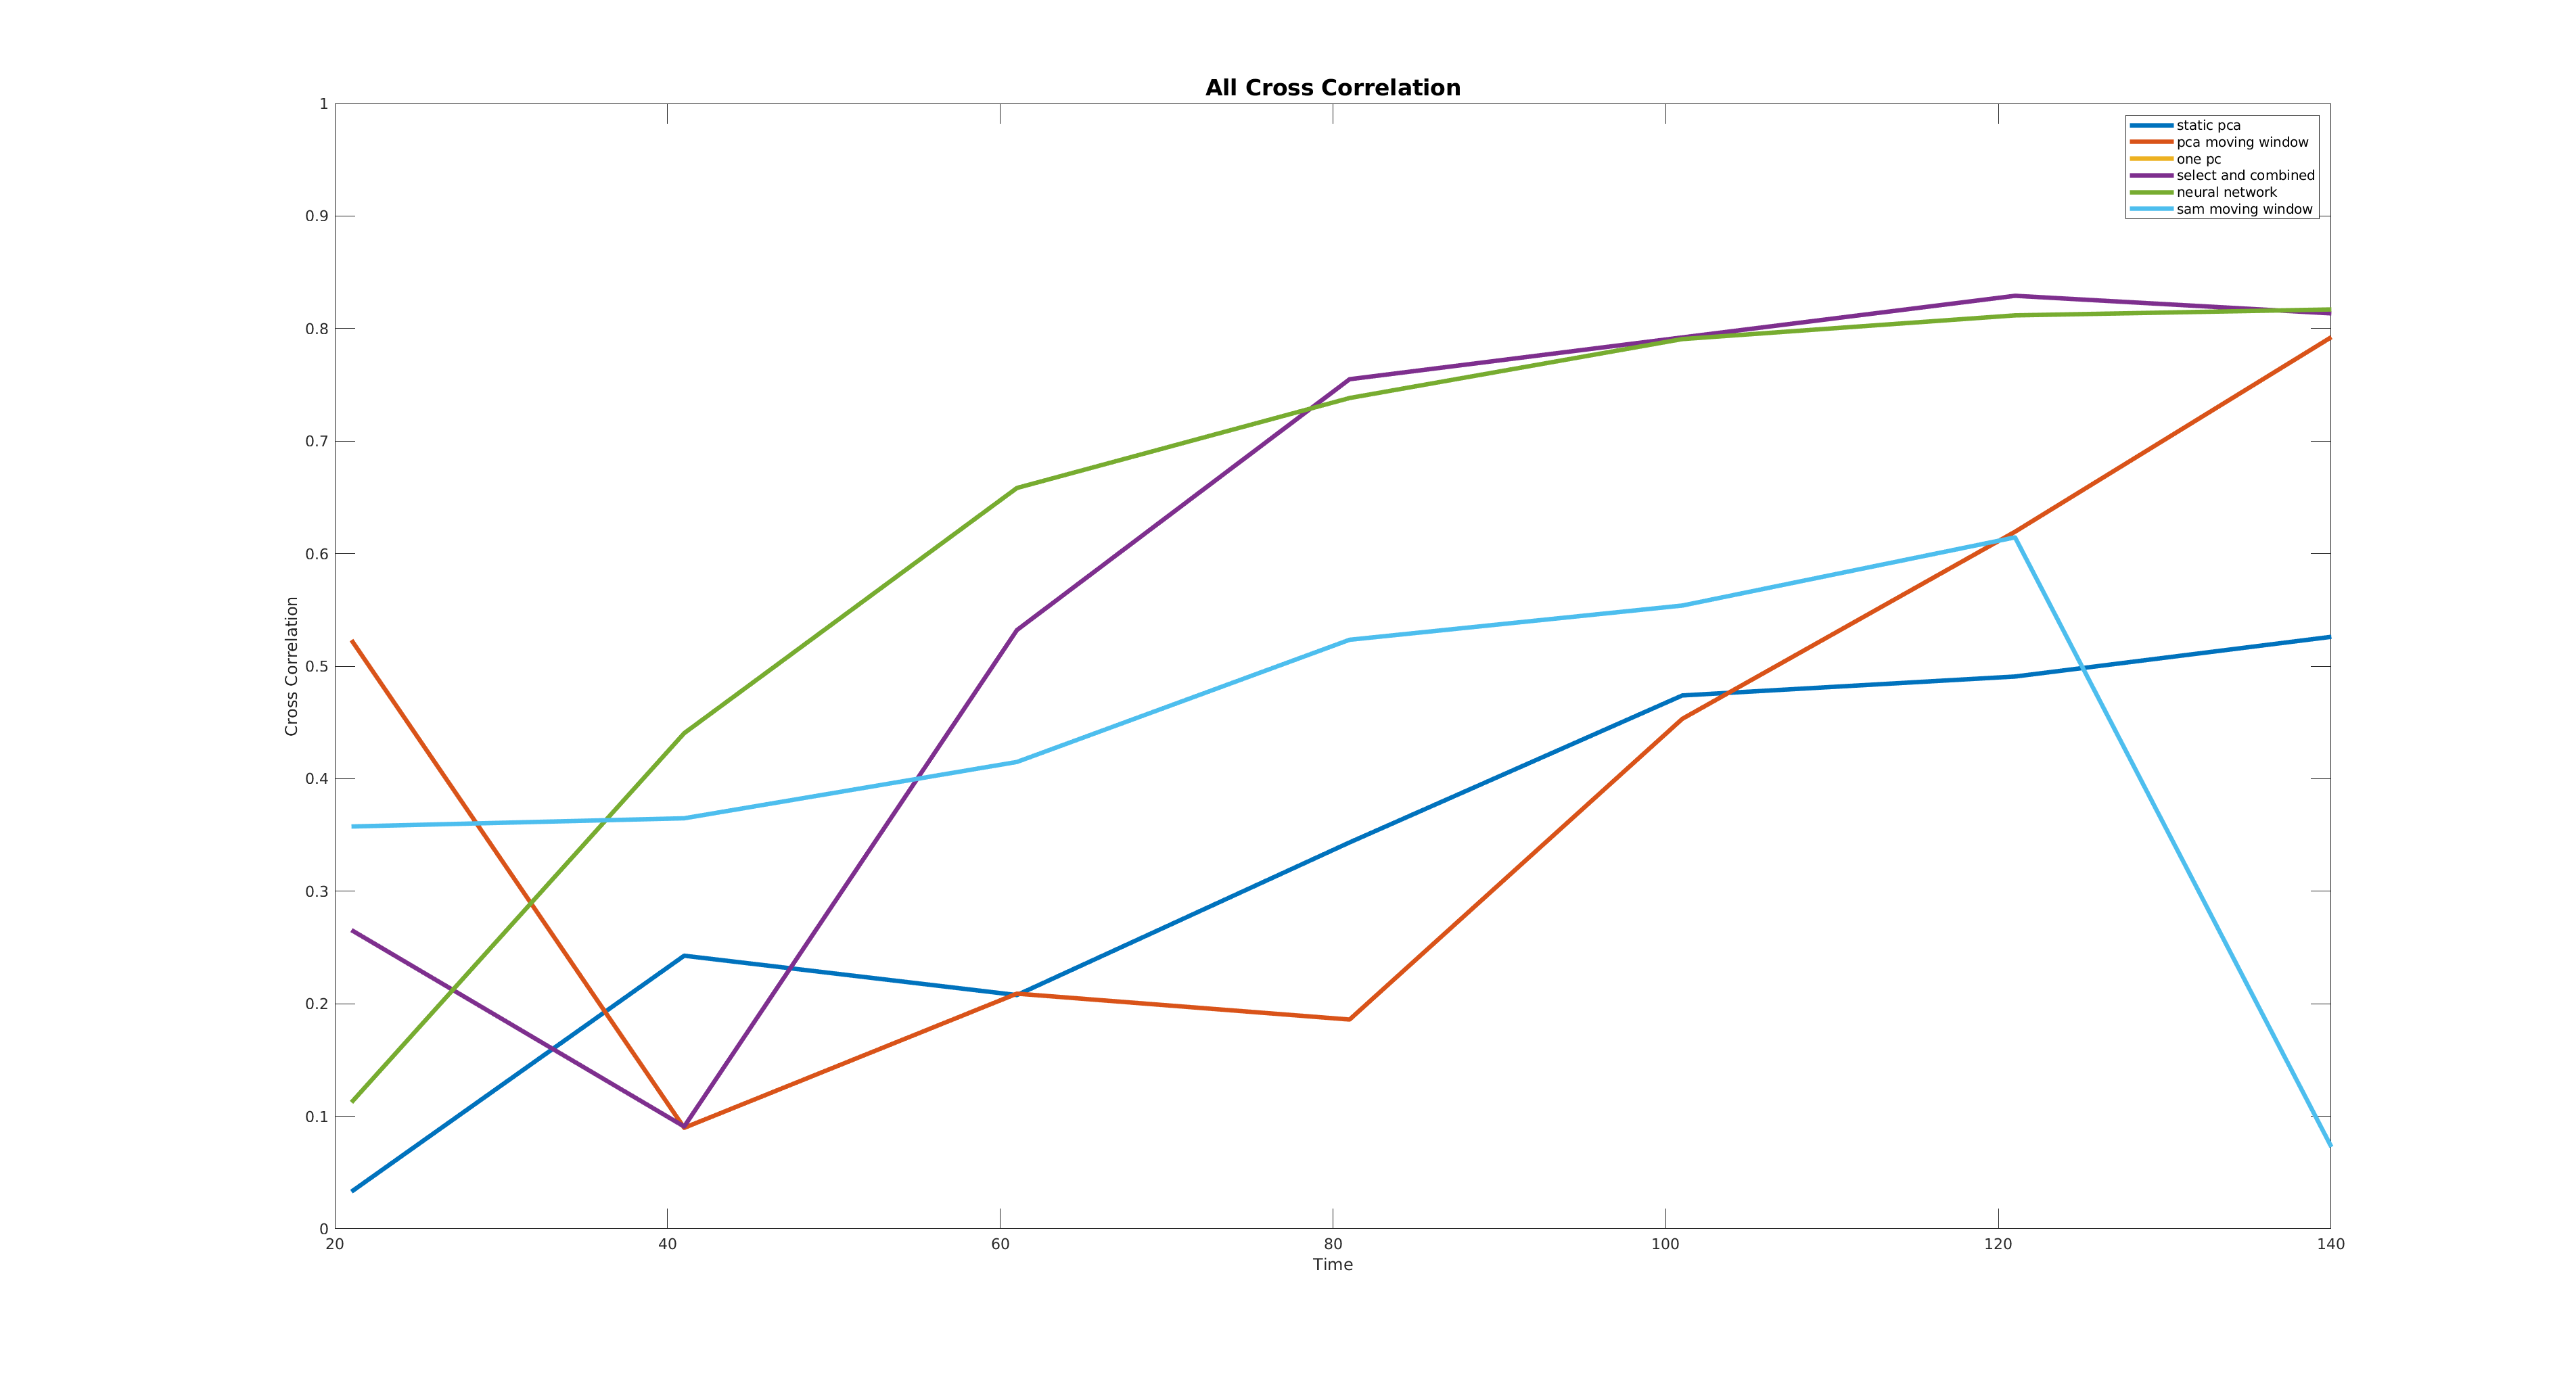 All Cross Correlation
1
0.9
0.8
0.7
0.6
0.5
0.4
0.3
0.2
0.1
0
Cross Correlation
static pca
pca moving window
one pc
select and combined
neural network
sam moving window
20 40 60 80 100 120 140
Time